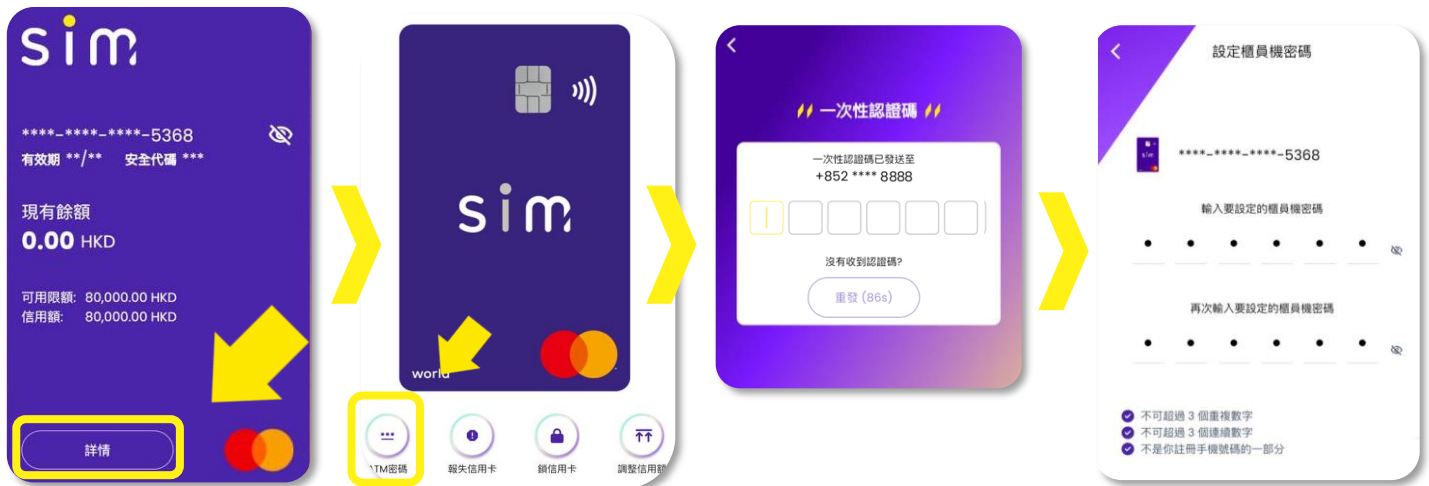 sim
****-****-****-5368
有效期 **/** 安全代碼 ***
現有餘額
0.00 HKD
可用限額: 80,000.00 HKD
信用額: 80,000.00 HKD
詳情
sim
world
ATM密碼
報失信用卡
鎖信用卡
調整信用額
一次性認證碼
一次性認證碼已發送至
+852 **** 8888
沒有收到認證碼?
重發 (86s)
設定櫃員機密碼
sim
****-****-****-5368
輸入要設定的櫃員機密碼
再次輸入要設定的櫃員機密碼
不可超過 3 個重複數字
不可超過 3 個連續數字
不是你註冊手機號碼的一部分